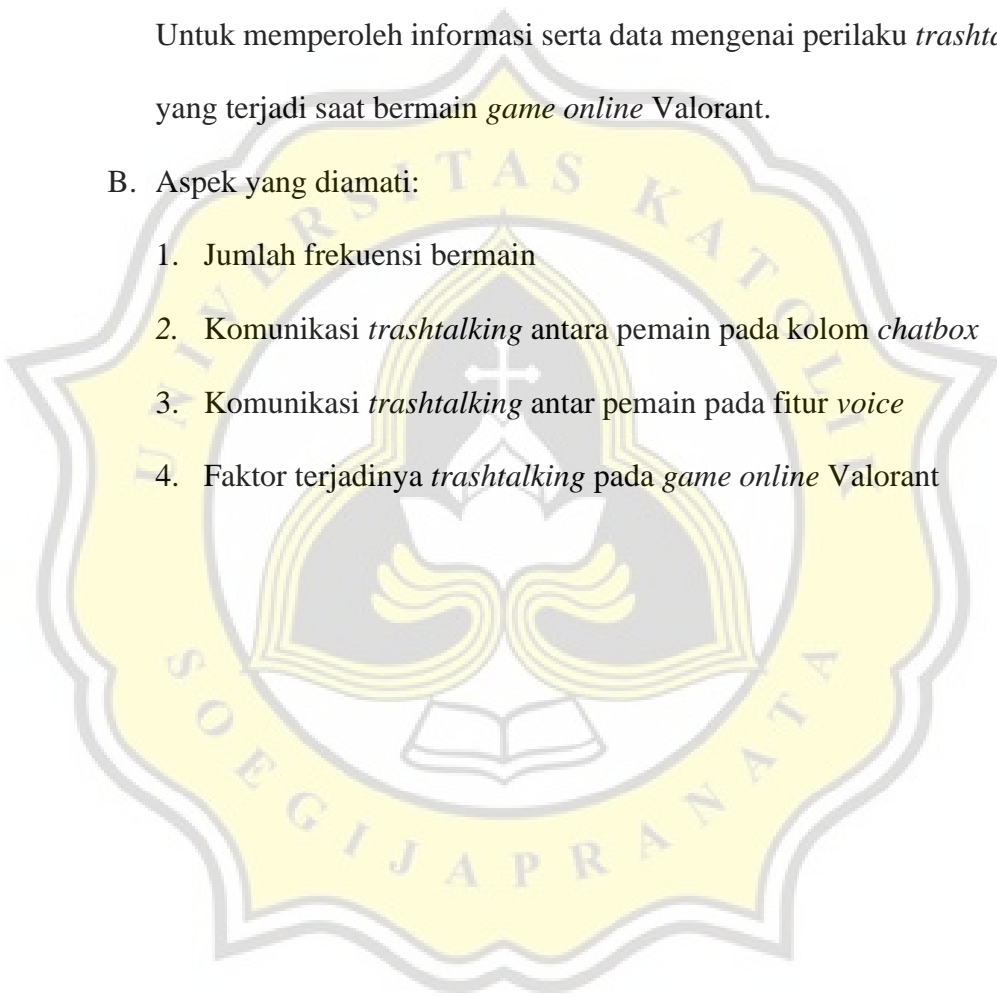 Untuk memperoleh informasi serta data mengenai perilaku
yang terjadi saat bermain game online Valorant.
B. Aspek yang diamati:
1. Jumlah frekuensi bermain
2. Komunikasi trashtalking antara pemain pada kolom chatbox
3. Komunikasi trashtalking antar pemain pada fitur voice
4. Faktor terjadinya trashtalking pada game online Valorant
UNIVERSITAS KATOLI
SOEGIJAPRANATA